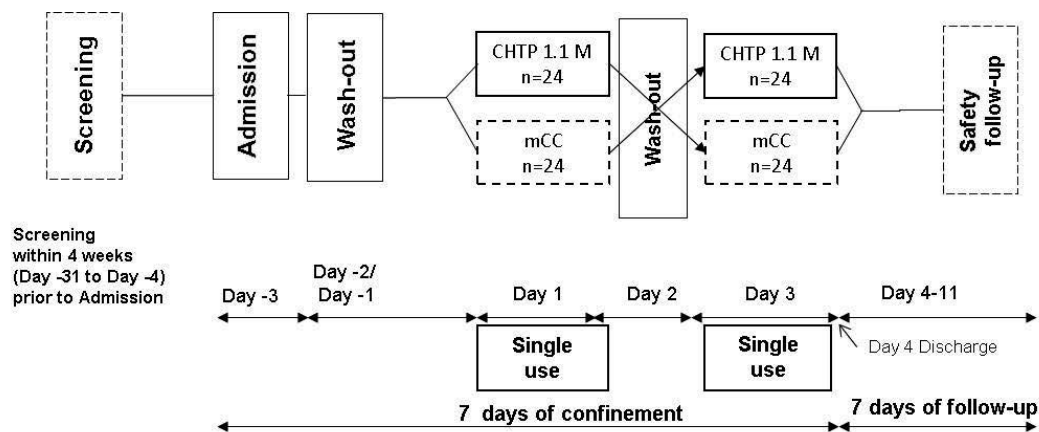 Screening
Admission
Wash-out
CHTP 1.1 M
n=24
mCC
n=24
Wash-out
CHTP 1.1 M
n=24
mCC
n=24
Safety
follow-up
Screening
within 4 weeks
(Day -31 to Day -4)
prior to Admission
Day -3
Day -2/
Day -1
Day 1
Day 2
Day 3
Day 4-11
Single
use
Single
use
Day 4 Discharge
7 days of confinement
7 days of follow-up